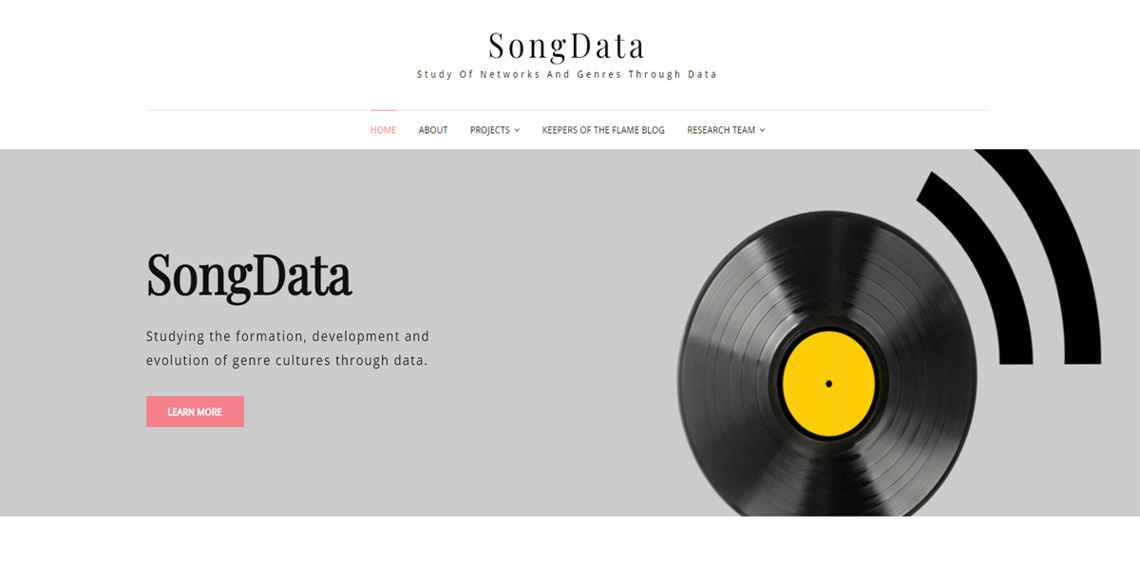 SongData
Study Of Networks And Genres Through Data
HOME ABOUT PROJECTS KEEPERS OF THE FLAME BLOG RESEARCH TEAM
SongData
Studying the formation, development and
evolution of genre cultures through data.
LEARN MORE